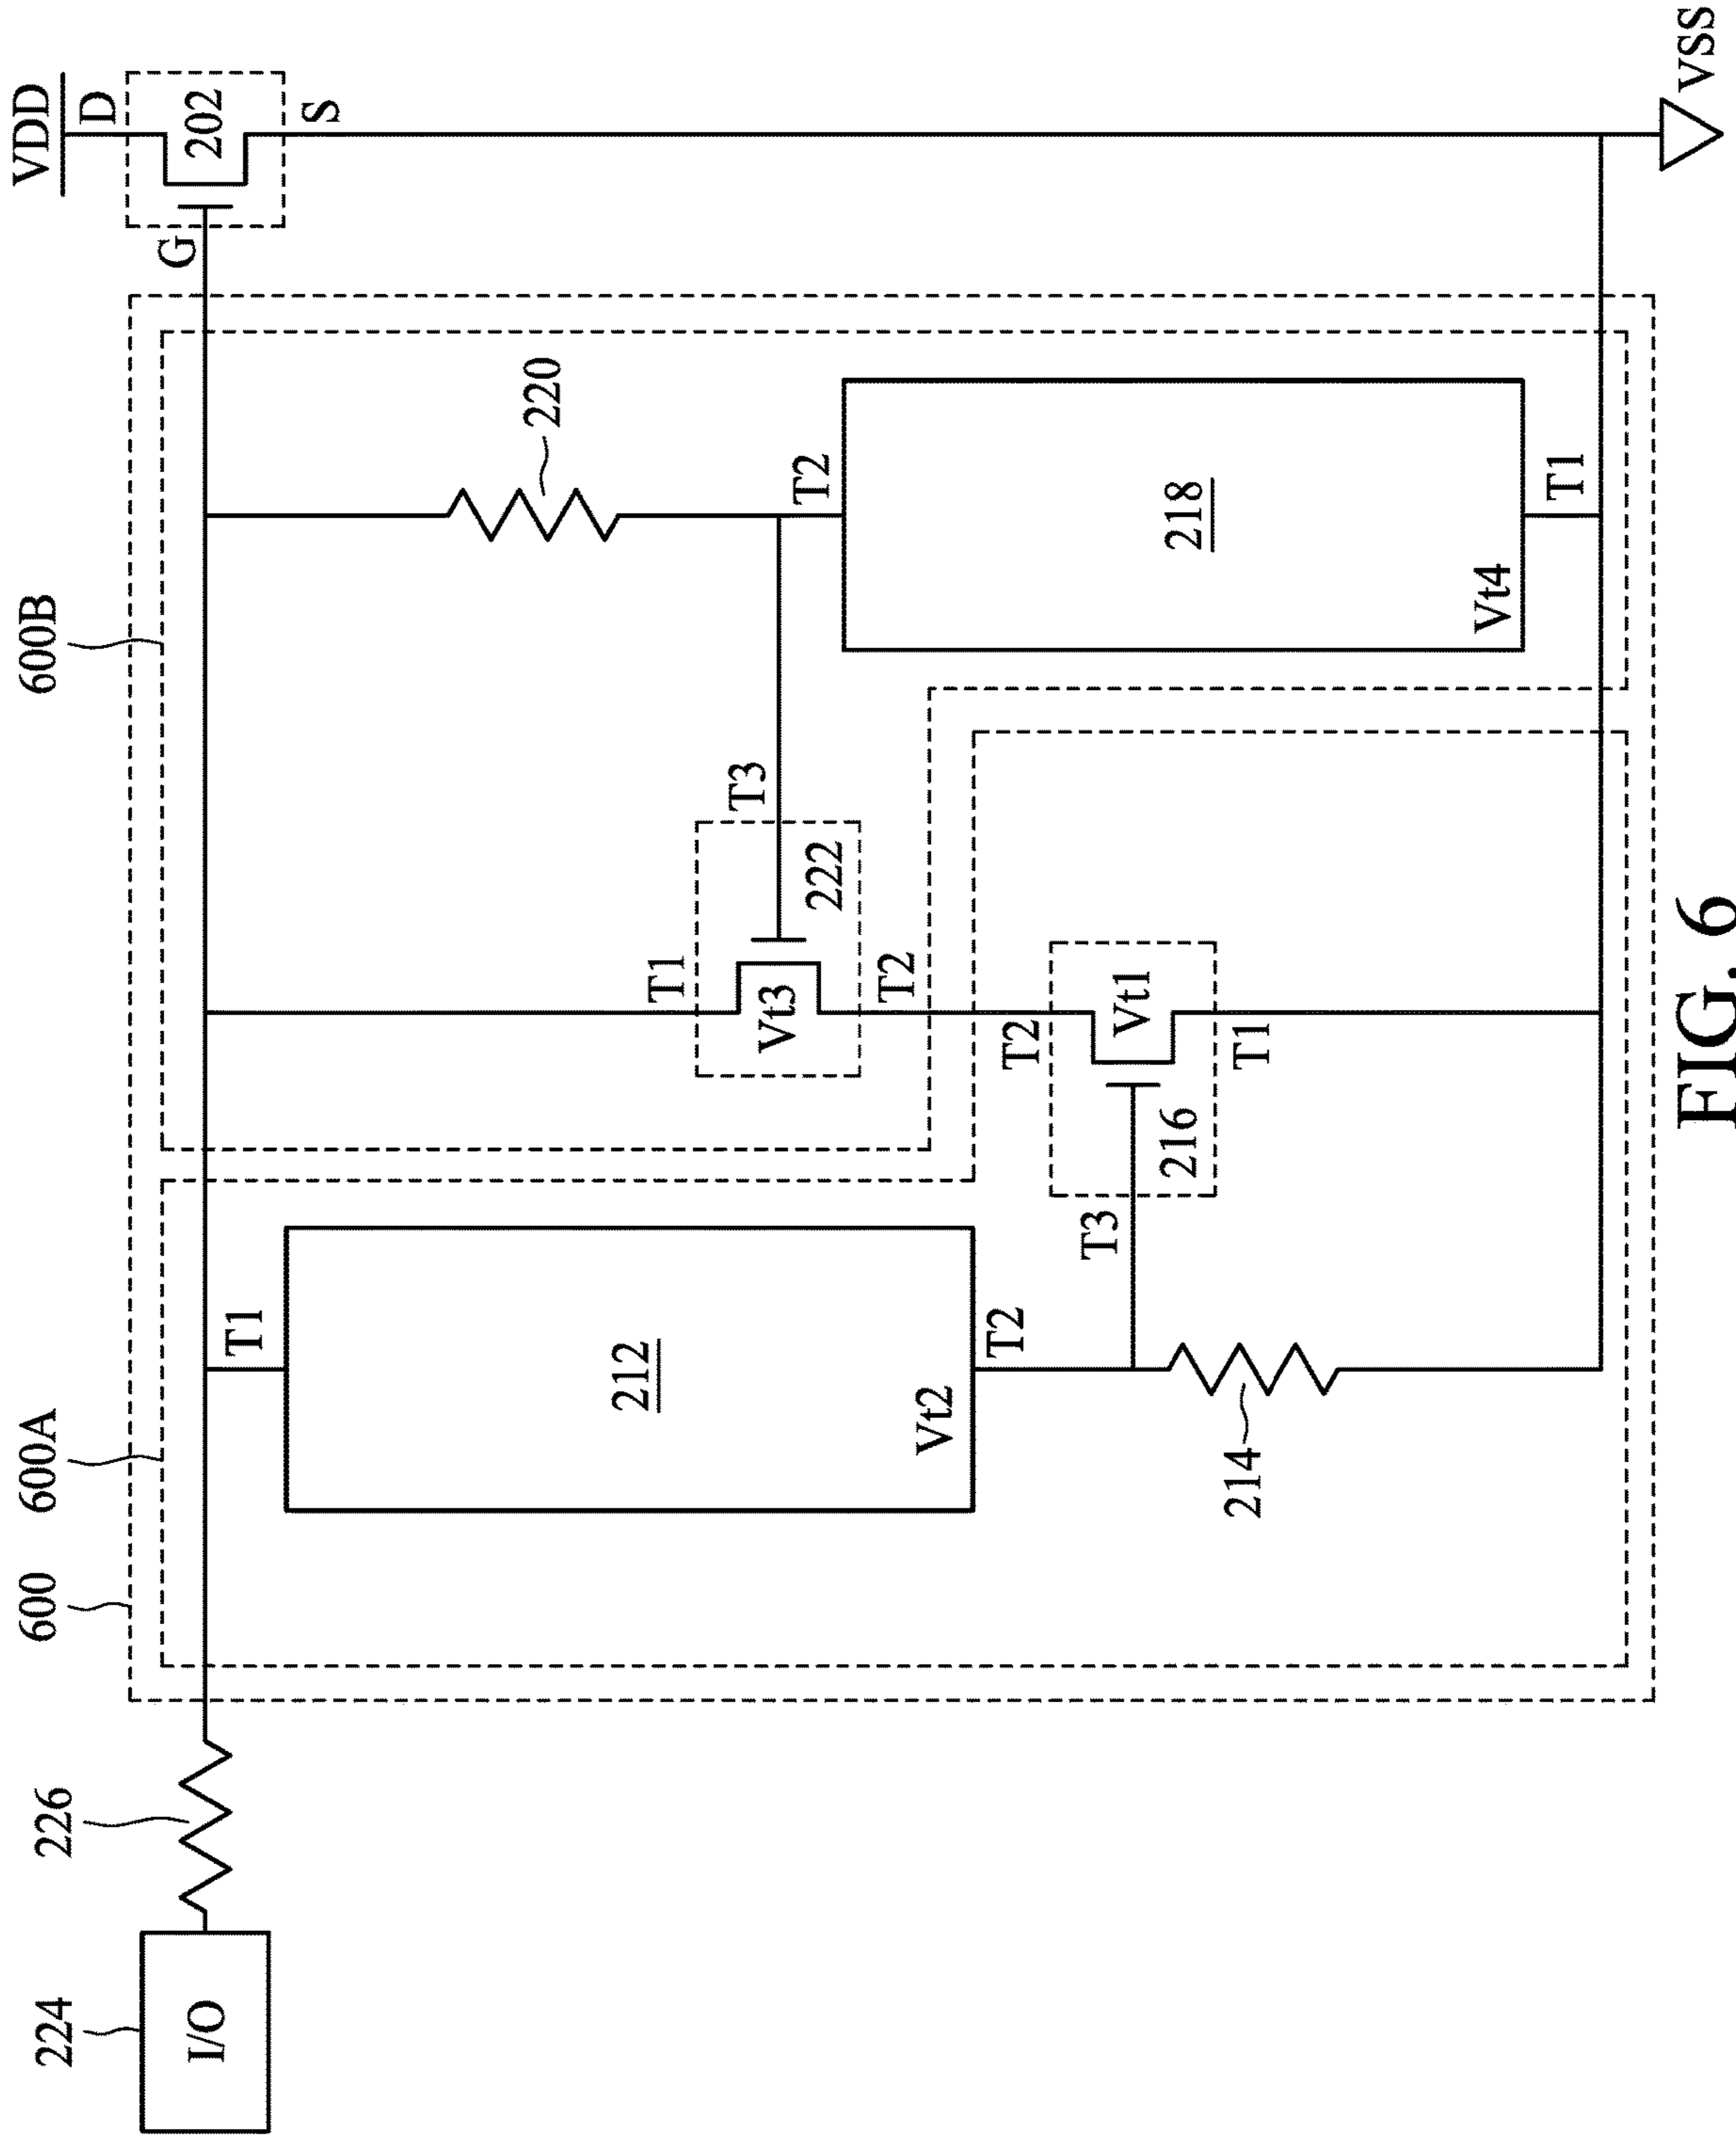 VDD
D
202
S
G
600B
600A
600
220
T2
218
Vt4
T1
T3
222
T1
Vt3
T2
T2
Vt1
T1
216
T3
T1
212
Vt2
T2
214
226
224
I/O
VSS
FIG. 6